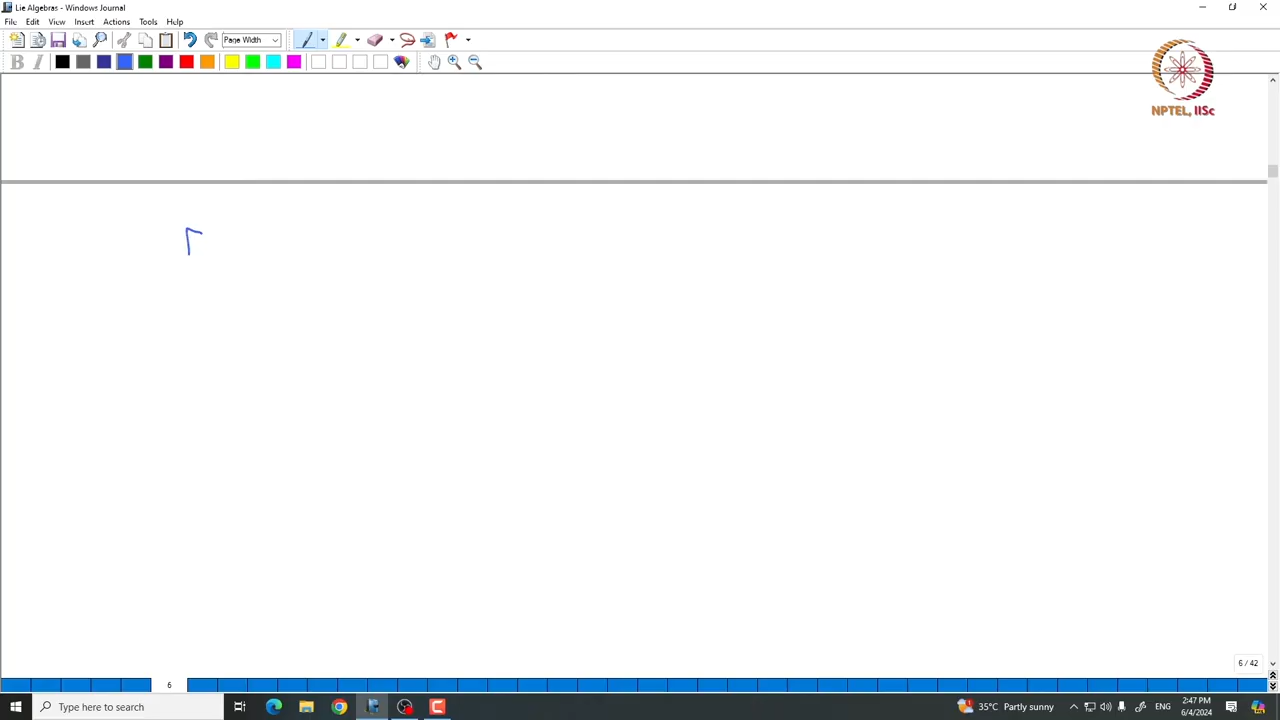 Lie Algebras - Windows Journal
File Edit View Insert Actions Tools Help
Page Width
B I
NPTEL, IISc
6 / 42
6
Type here to search
35°C Partly sunny
ENG
2:47 PM
6/4/2024